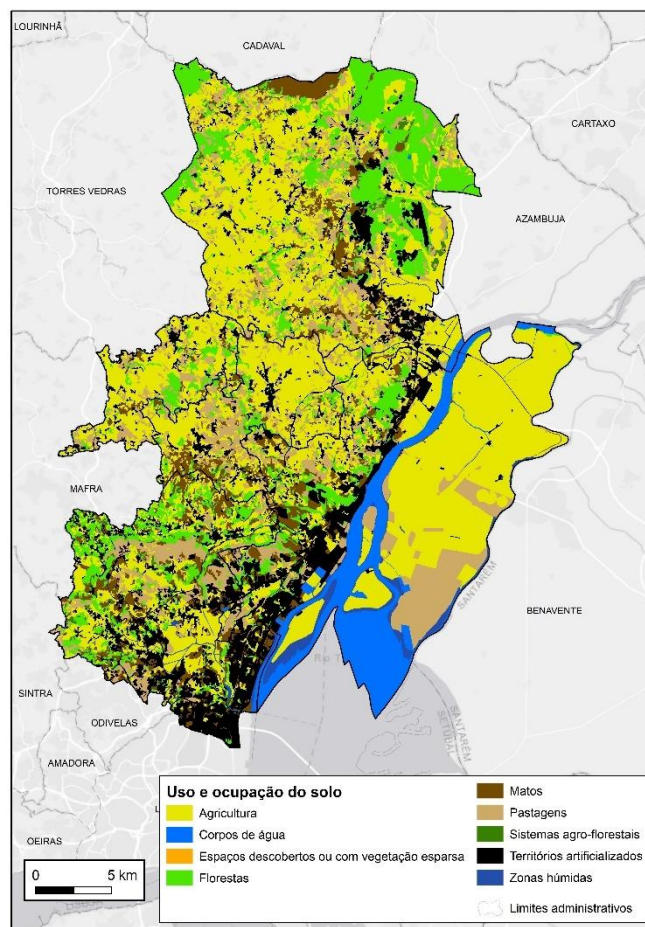 LOURINHÃ
CADAVAL
CARTAXO
TORRES VEDRAS
AZAMBUJA
MAFRA
SANTARÉM
BENAVENTE
SINTRA
ODIVELAS
SANTARÉM
SETÚBAL
AMADORA
OEIRAS
Uso e ocupação do solo
Agricultura
Corpos de água
Espaços descobertos ou com vegetação esparsa
Florestas
Matos
Pastagens
Sistemas agro-florestais
Territórios artificializados
Zonas húmidas
Limites administrativos
0 5 km